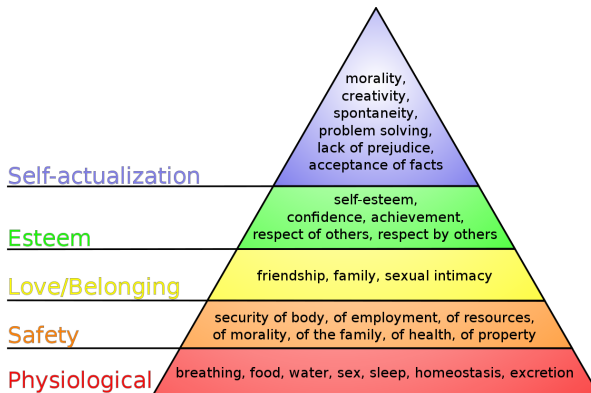 morality,
creativity,
spontaneity,
problem solving,
lack of prejudice,
acceptance of facts
Self-actualization
self-esteem,
confidence, achievement,
respect of others, respect by others
Esteem
friendship, family, sexual intimacy
Love/Belonging
security of body, of employment, of resources,
of morality, of the family, of health, of property
Safety
breathing, food, water, sex, sleep, homeostasis, excretion
Physiological